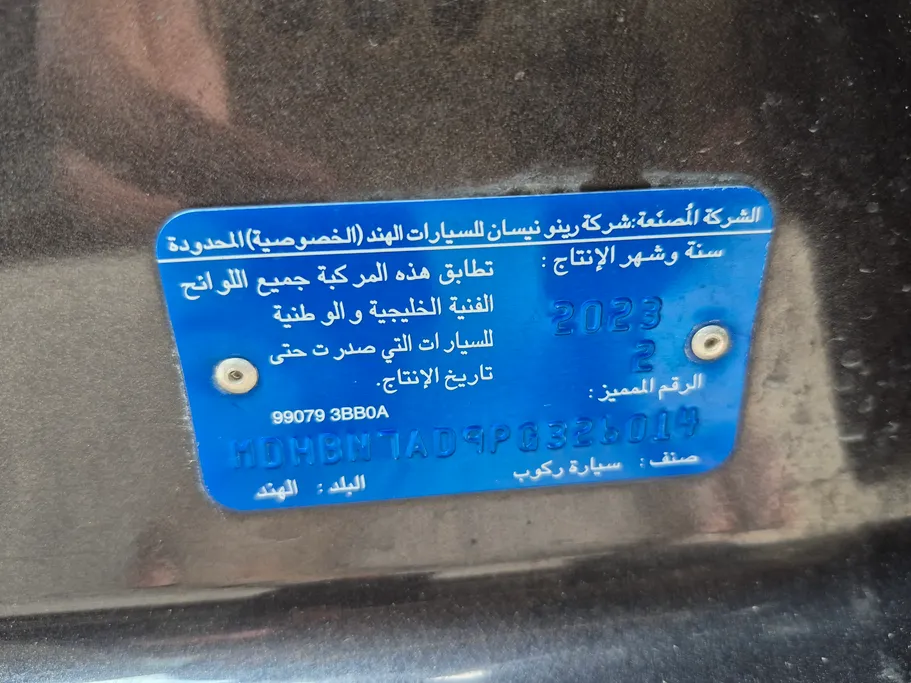 الشركة المُصنَعة: شركة رينو نيسان للسيارات الهند (الخصوصية) المحدودة
سنة وشهر الإنتاج :
2023
2
تطابق هذه المركبة جميع اللوائح
الفنية الخليجية والوطنية
للسيارات التي صدرت حتى
تاريخ الإنتاج.
الرقم المميز :
99079 3BB0A
MDHBN7AD9PG326014
صنف : سيارة ركوب
البلد : الهند